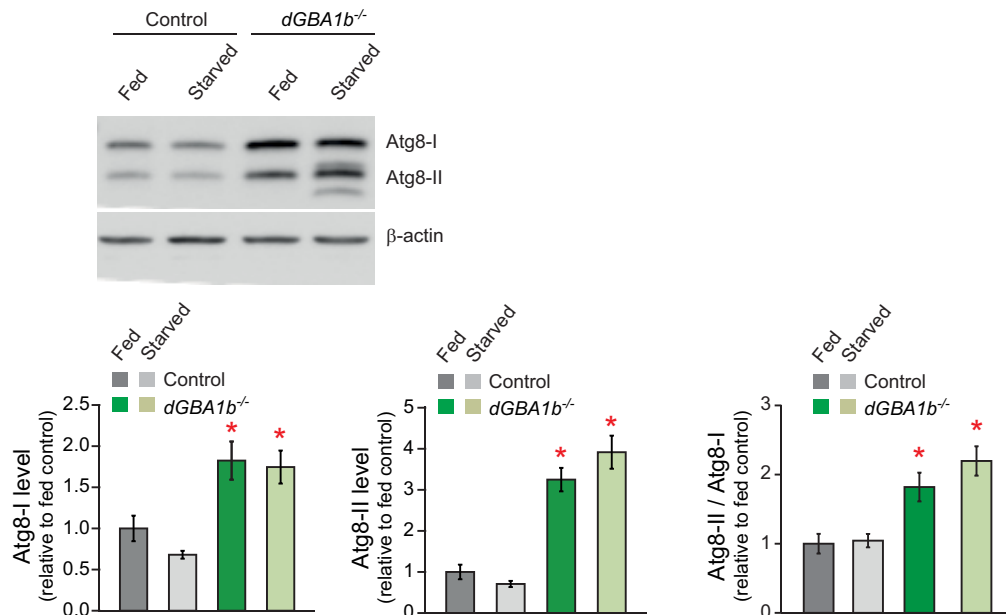 Control dGBA1b-/-
Fed Starved Fed Starved
Atg8-I
Atg8-II
β-actin
Fed Starved
Control
dGBA1b-/-
Atg8-I level
(relative to fed control)
2.5
2.0
1.5
1.0
0.5
0.0
* *
Fed Starved
Control
dGBA1b-/-
Atg8-II level
(relative to fed control)
5
4
3
2
1
0
* *
Fed Starved
Control
dGBA1b-/-
Atg8-II / Atg8-I
(relative to fed control)
3
2
1
0
* *